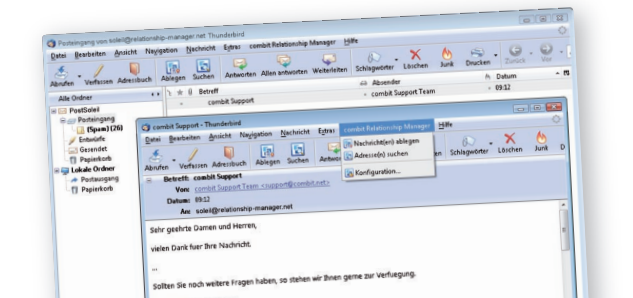 Posteingang von soleil@relationship-manager.net Thunderbird
Datei Bearbeiten Ansicht Navigation Nachricht Extras combit Relationship Manager Hilfe
Abrufen Verfassen Adressbuch Ablegen Suchen Antworten Allen antworten Weiterleiten Schlagwörter Löschen Junk Drucken Zurück Vor
Alle Ordner Betreff Absender Datum
combit Support combit Support Team 09:12
PostSoleil
Posteingang
(Spam) (26)
Entwürfe
Gesendet
Papierkorb
Lokale Ordner
Postausgang
Papierkorb
combit Support - Thunderbird
Datei Bearbeiten Ansicht Navigation Nachricht Extras combit Relationship Manager Hilfe
Nachricht(en) ablegen
Adresse(n) suchen
Konfiguration...
Abrufen Verfassen Adressbuch Ablegen Suchen Schlagwörter Löschen Junk D
Betreff: combit Support
Von: combit Support Team <support@combit.net>
Datum: 09:12
An: soleil@relationship-manager.net
Sehr geehrte Damen und Herren,
vielen Dank fuer Ihre Nachricht.
...
Sollten Sie noch weitere Fragen haben, so stehen wir Ihnen gerne zur Verfuegung.